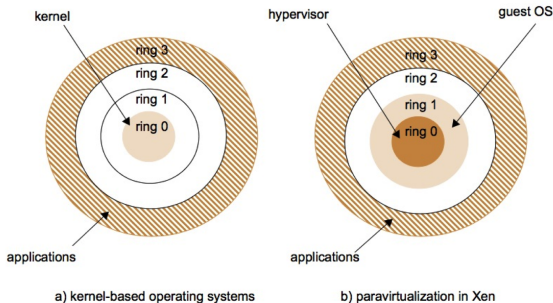 kernel
ring 3
ring 2
ring 1
ring 0
applications
a) kernel-based operating systems
hypervisor
guest OS
ring 3
ring 2
ring 1
ring 0
applications
b) paravirtualization in Xen